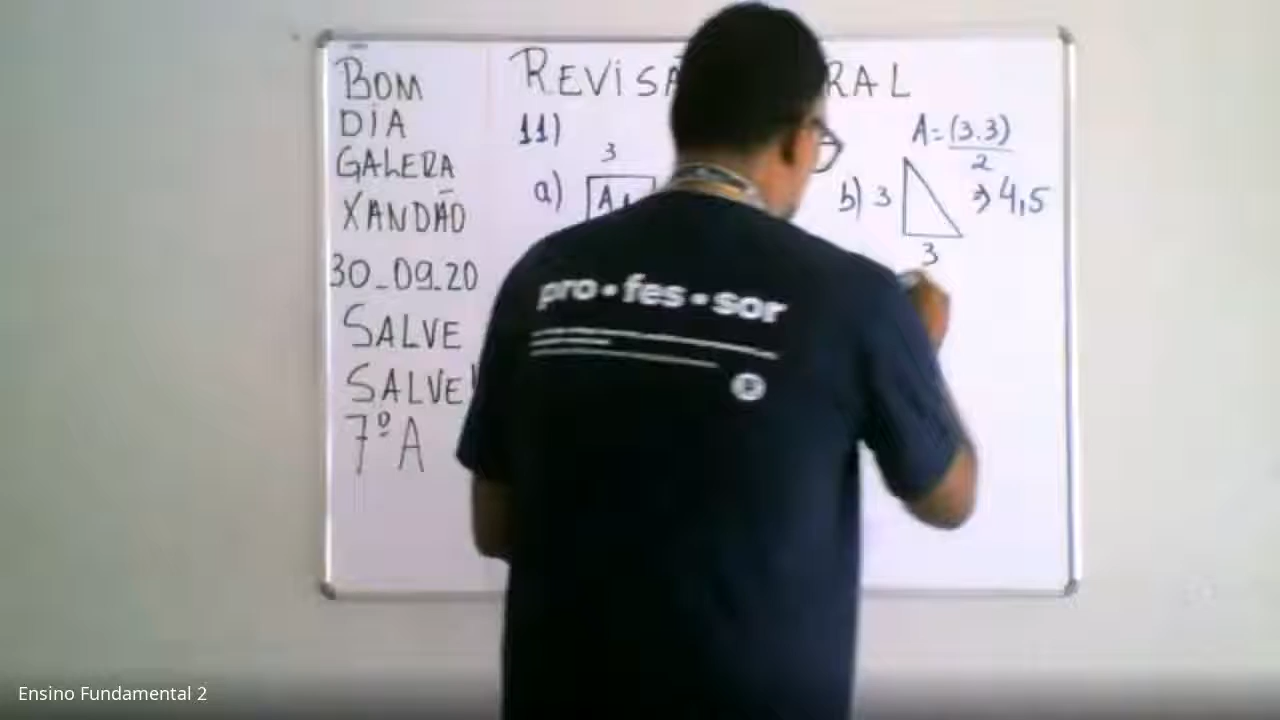 BOM
DIA
GALERA
XANDÃO
30_09_20
SALVE
SALVE!
7º A
REVISÃ RAL
11)
3
a)
A
A=(3.3)
2
b) 3
⇒ 4,5
3
pro•fes•sor
Ensino Fundamental 2